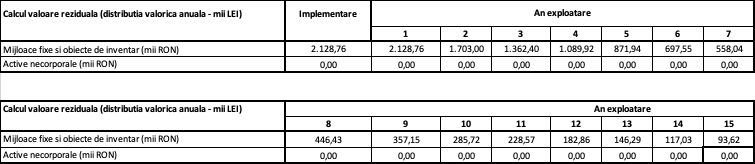 Calcul valoare reziduala (distributia valorica anuala - mii LEI) Implementare An exploatare
1 2 3 4 5 6 7
Mijloace fixe si obiecte de inventar (mii RON) 2.128,76 2.128,76 1.703,00 1.362,40 1.089,92 871,94 697,55 558,04
Active necorporale (mii RON) 0,00 0,00 0,00 0,00 0,00 0,00 0,00 0,00
Calcul valoare reziduala (distributia valorica anuala - mii LEI) An exploatare
8 9 10 11 12 13 14 15
Mijloace fixe si obiecte de inventar (mii RON) 446,43 357,15 285,72 228,57 182,86 146,29 117,03 93,62
Active necorporale (mii RON) 0,00 0,00 0,00 0,00 0,00 0,00 0,00 0,00